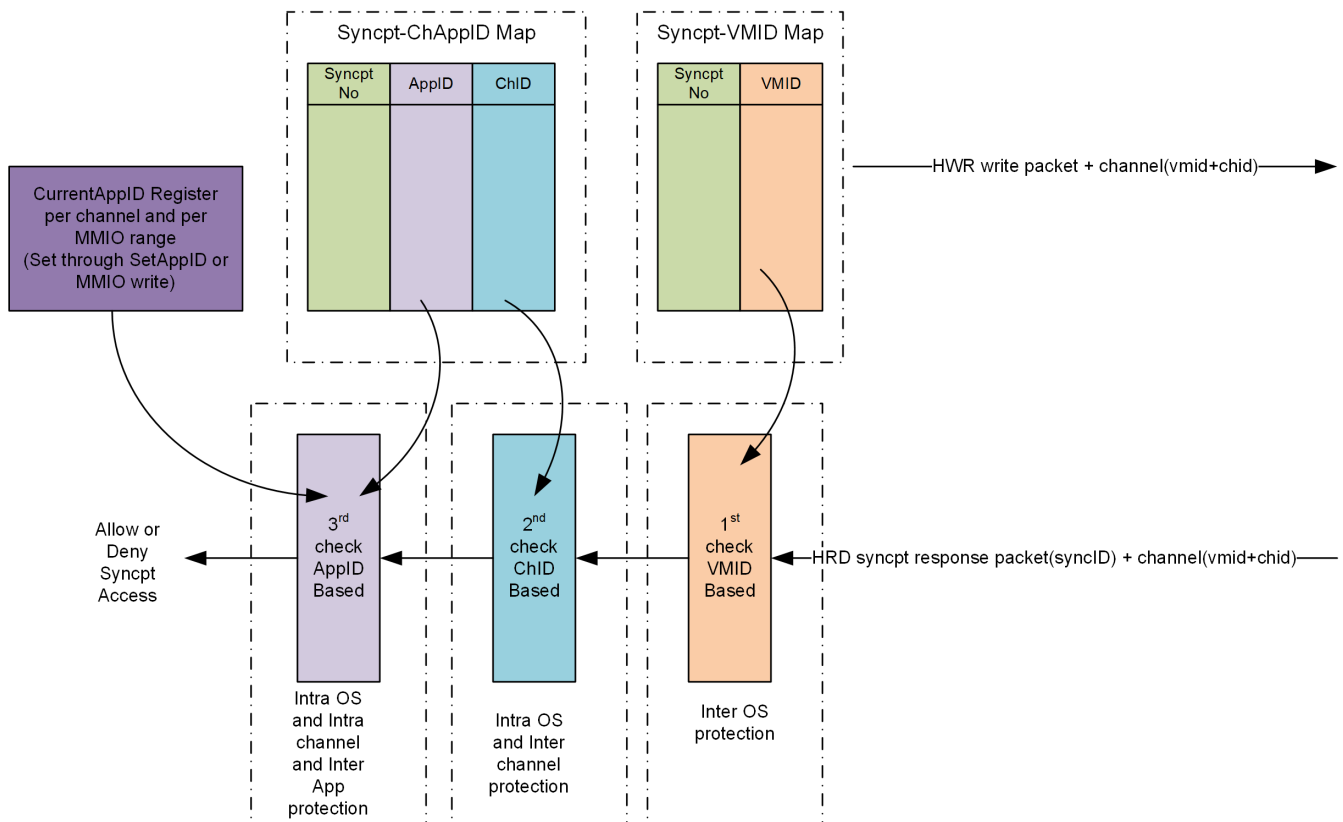 Syncpt-ChAppID Map
Syncpt
No
AppID
ChID
Syncpt-VMID Map
Syncpt
No
VMID
HWR write packet + channel(vmid+chid)
CurrentAppID Register
per channel and per
MMIO range
(Set through SetAppID or
MMIO write)
Allow or
Deny
Syncpt
Access
3rd
check
AppID
Based
2nd
check
ChID
Based
1st
check
VMID
Based
HRD syncpt response packet(syncID) + channel(vmid+chid)
Intra OS
and Intra
channel
and Inter
App
protection
Intra OS
and Inter
channel
protection
Inter OS
protection